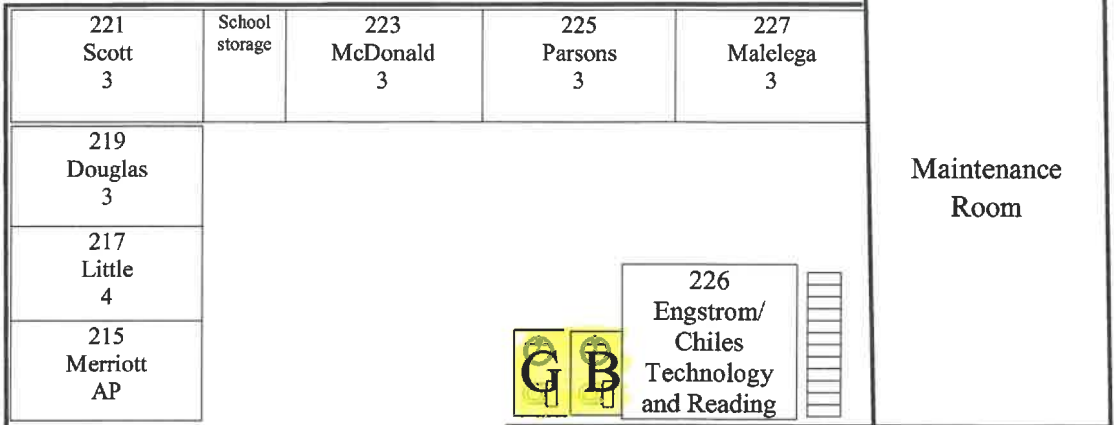 221
Scott
3
School
storage
223
McDonald
3
225
Parsons
3
227
Malelega
3
219
Douglas
3
217
Little
4
215
Merriott
AP
Maintenance
Room
226
Engstrom/
Chiles
Technology
and Reading
G
B